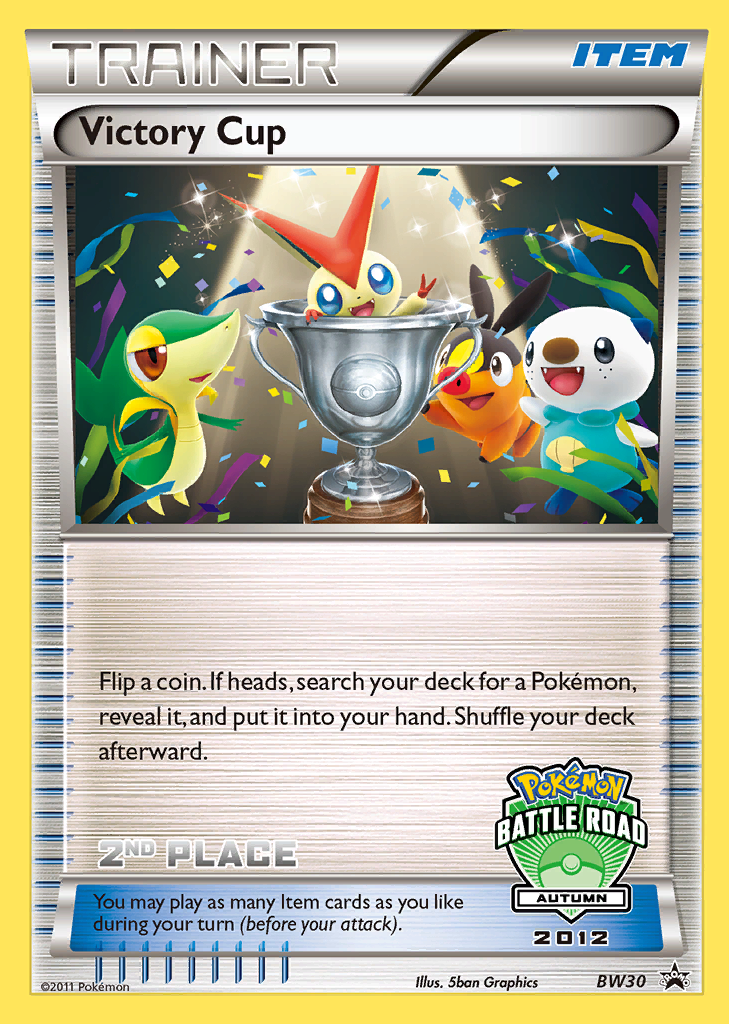 TRAINER
ITEM
Victory Cup
Flip a coin. If heads, search your deck for a Pokémon,
reveal it, and put it into your hand. Shuffle your deck
afterward.
2ND PLACE
POKéMON
BATTLE ROAD
AUTUMN
2012
You may play as many Item cards as you like
during your turn (before your attack).
©2011 Pokémon
Illus. 5ban Graphics
BW30
PROMO